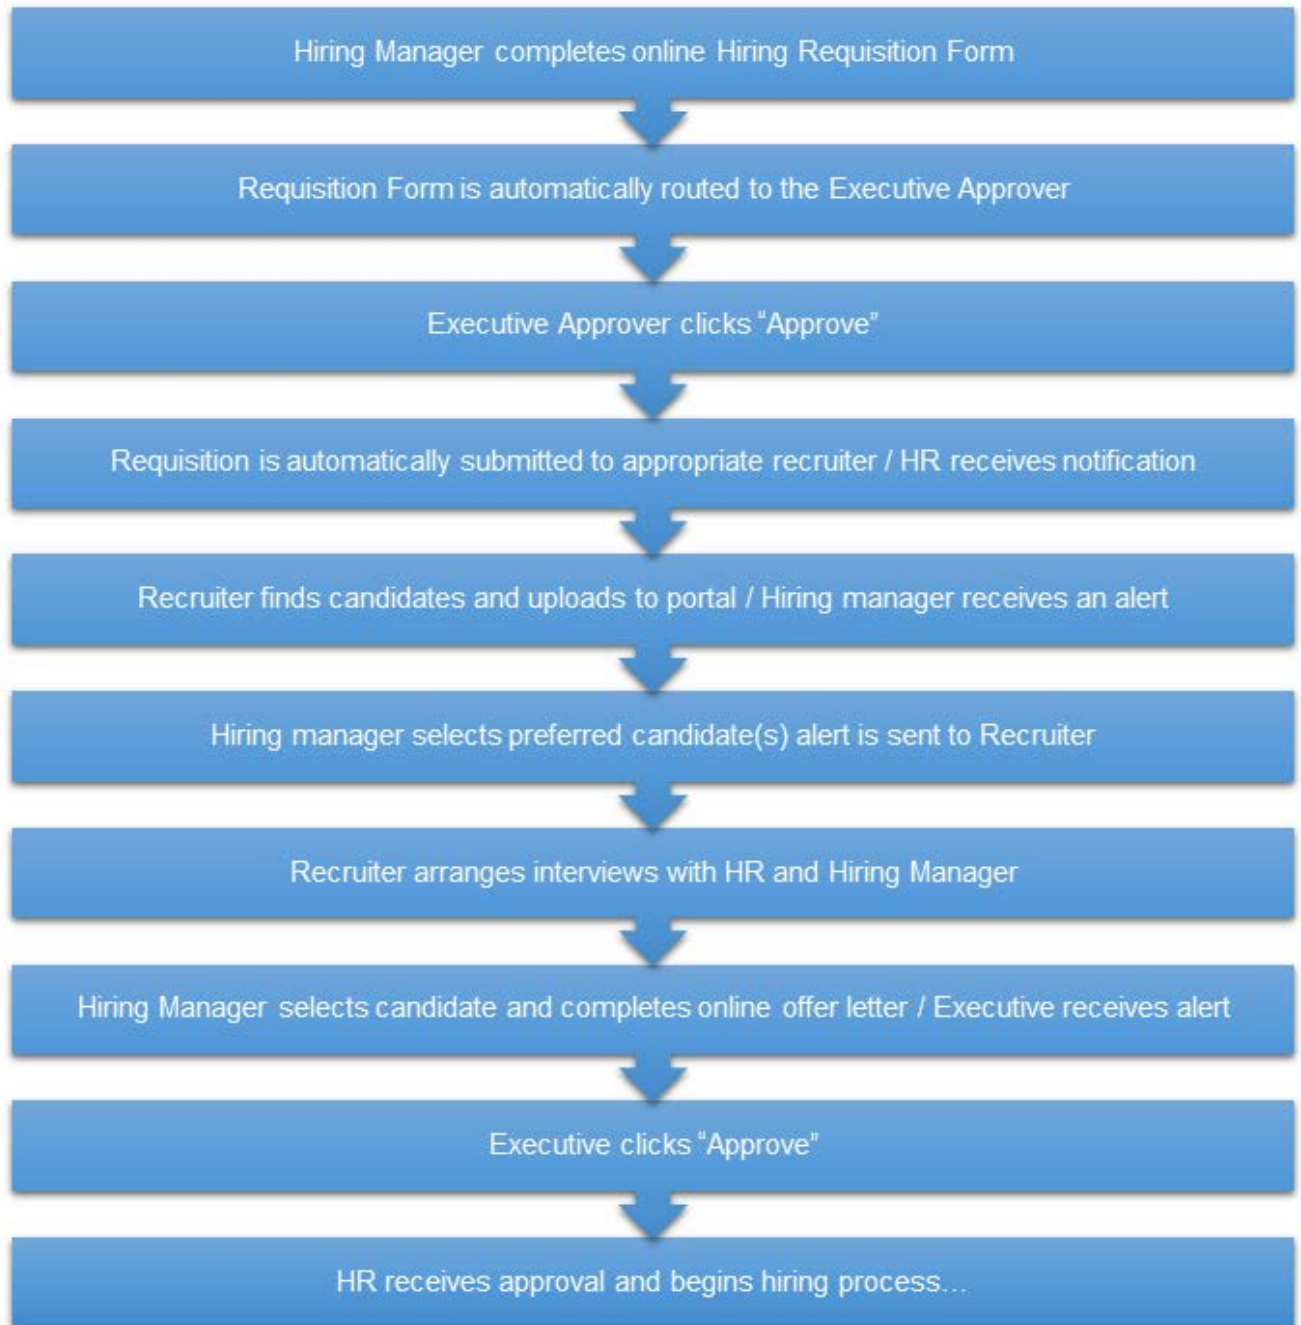 Hiring Manager completes online Hiring Requisition Form
Requisition Form is automatically routed to the Executive Approver
Executive Approver clicks “Approve”
Requisition is automatically submitted to appropriate recruiter / HR receives notification
Recruiter finds candidates and uploads to portal / Hiring manager receives an alert
Hiring manager selects preferred candidate(s) alert is sent to Recruiter
Recruiter arranges interviews with HR and Hiring Manager
Hiring Manager selects candidate and completes online offer letter / Executive receives alert
Executive clicks “Approve”
HR receives approval and begins hiring process...